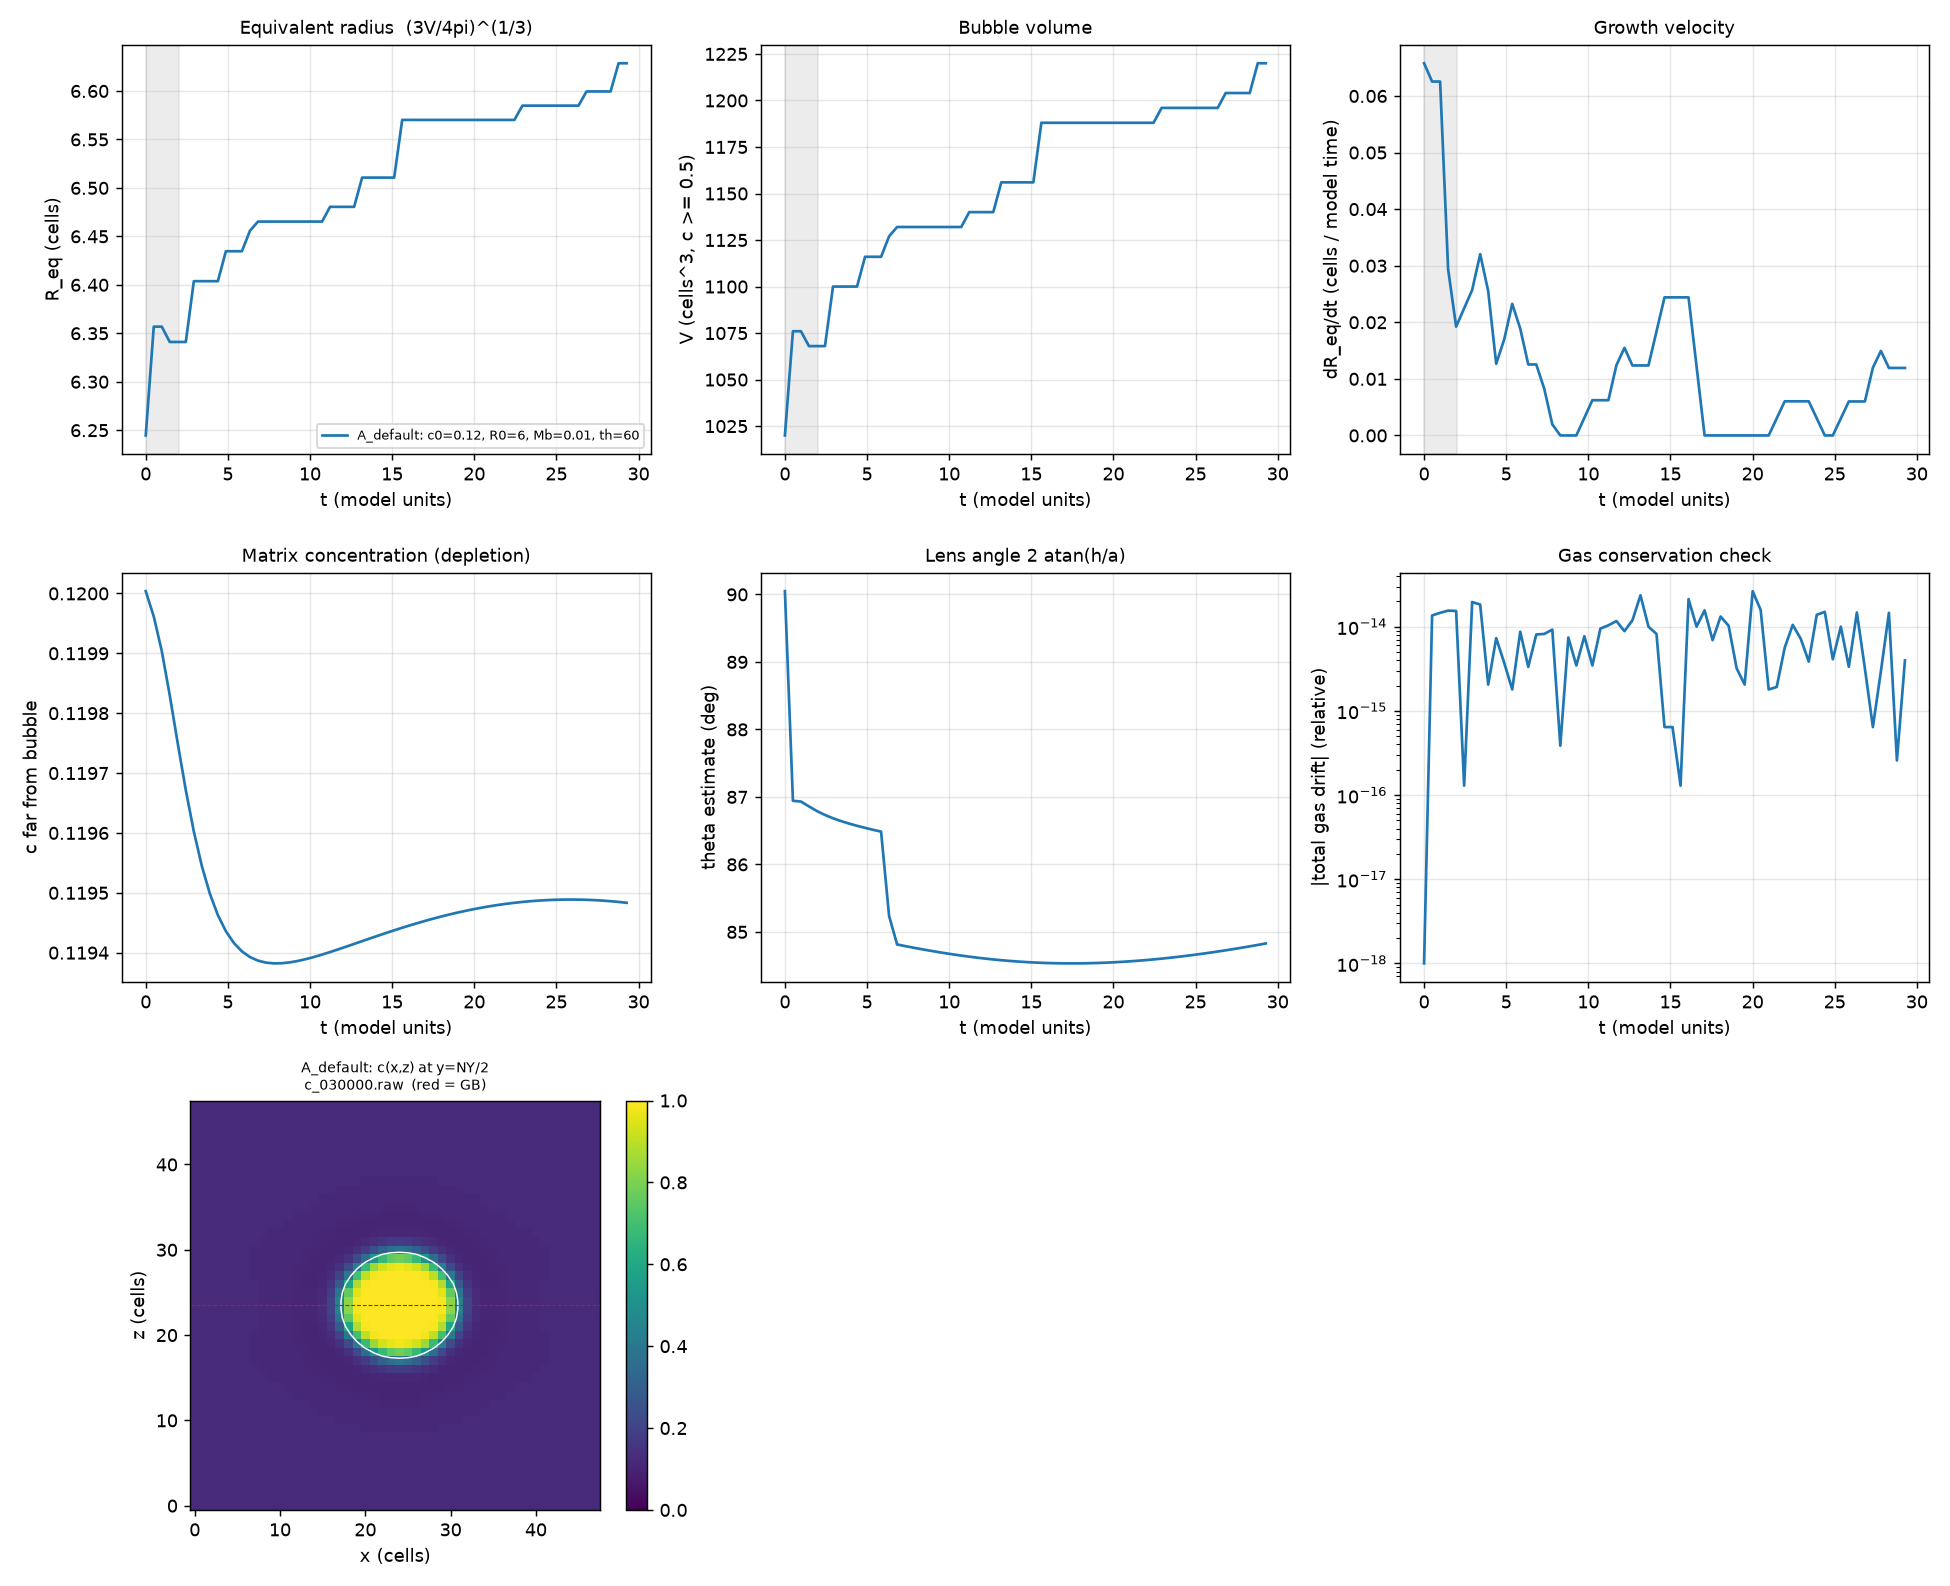 Equivalent radius  (3V/4pi)^(1/3)
R_eq (cells)
6.60
6.55
6.50
6.45
6.40
6.35
6.30
6.25
A_default: c0=0.12, R0=6, Mb=0.01, th=60
0 5 10 15 20 25 30
t (model units)
Bubble volume
V (cells^3, c >= 0.5)
1225
1200
1175
1150
1125
1100
1075
1050
1025
0 5 10 15 20 25 30
t (model units)
Growth velocity
dR_eq/dt (cells / model time)
0.06
0.05
0.04
0.03
0.02
0.01
0.00
0 5 10 15 20 25 30
t (model units)
Matrix concentration (depletion)
c far from bubble
0.1200
0.1199
0.1198
0.1197
0.1196
0.1195
0.1194
0 5 10 15 20 25 30
t (model units)
Lens angle 2 atan(h/a)
theta estimate (deg)
90
89
88
87
86
85
0 5 10 15 20 25 30
t (model units)
Gas conservation check
|total gas drift| (relative)
10⁻¹⁴
10⁻¹⁵
10⁻¹⁶
10⁻¹⁷
10⁻¹⁸
0 5 10 15 20 25 30
t (model units)
A_default: c(x,z) at y=NY/2
c_030000.raw  (red = GB)
z (cells)
40
30
20
10
0
0 10 20 30 40
x (cells)
1.0
0.8
0.6
0.4
0.2
0.0